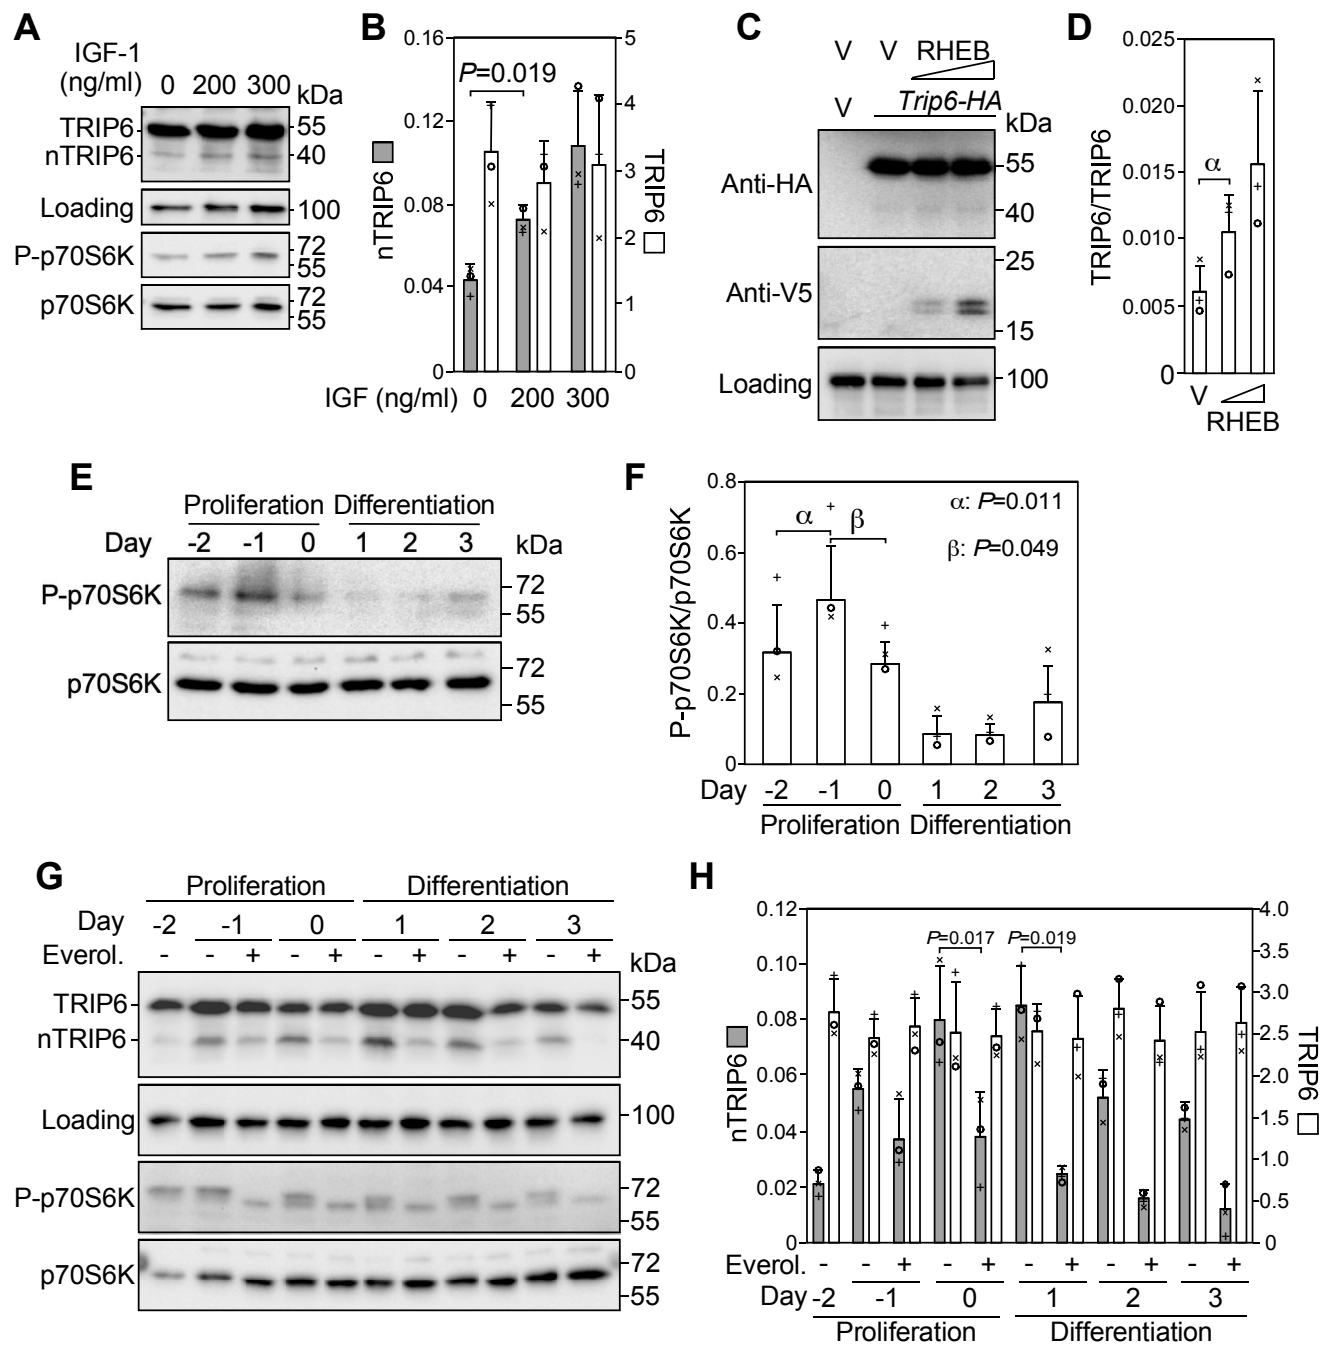 A
IGF-1
(ng/ml) 0 200 300 kDa
TRIP6 55
nTRIP6 40
Loading 100
P-p70S6K 72
55
p70S6K 72
55
B
P=0.019
nTRIP6
0.16
0.12
0.08
0.04
0
5
4
3
2
1
0
TRIP6
IGF (ng/ml) 0 200 300
C
V V RHEB
V Trip6-HA
kDa
Anti-HA 55
40
Anti-V5 25
15
Loading 100
D
TRIP6/TRIP6
0.025
0.020
0.015
0.010
0.005
0
α
V
RHEB
E
Proliferation Differentiation
Day -2 -1 0 1 2 3 kDa
P-p70S6K 72
55
p70S6K 72
55
F
P-p70S6K/p70S6K
0.8
0.6
0.4
0.2
0
α β
α: P=0.011
β: P=0.049
Day -2 -1 0 1 2 3
Proliferation Differentiation
G
Proliferation Differentiation
Day -2 -1 0 1 2 3
Everol. - - + - + - + - + - +
kDa
TRIP6 55
nTRIP6 40
Loading 100
P-p70S6K 72
55
p70S6K 72
55
H
nTRIP6
0.12
0.10
0.08
0.06
0.04
0.02
0
P=0.017 P=0.019
4.0
3.5
3.0
2.5
2.0
1.5
1.0
0.5
0
TRIP6
Everol. - - + - + - + - + - +
Day -2 -1 0 1 2 3
Proliferation Differentiation